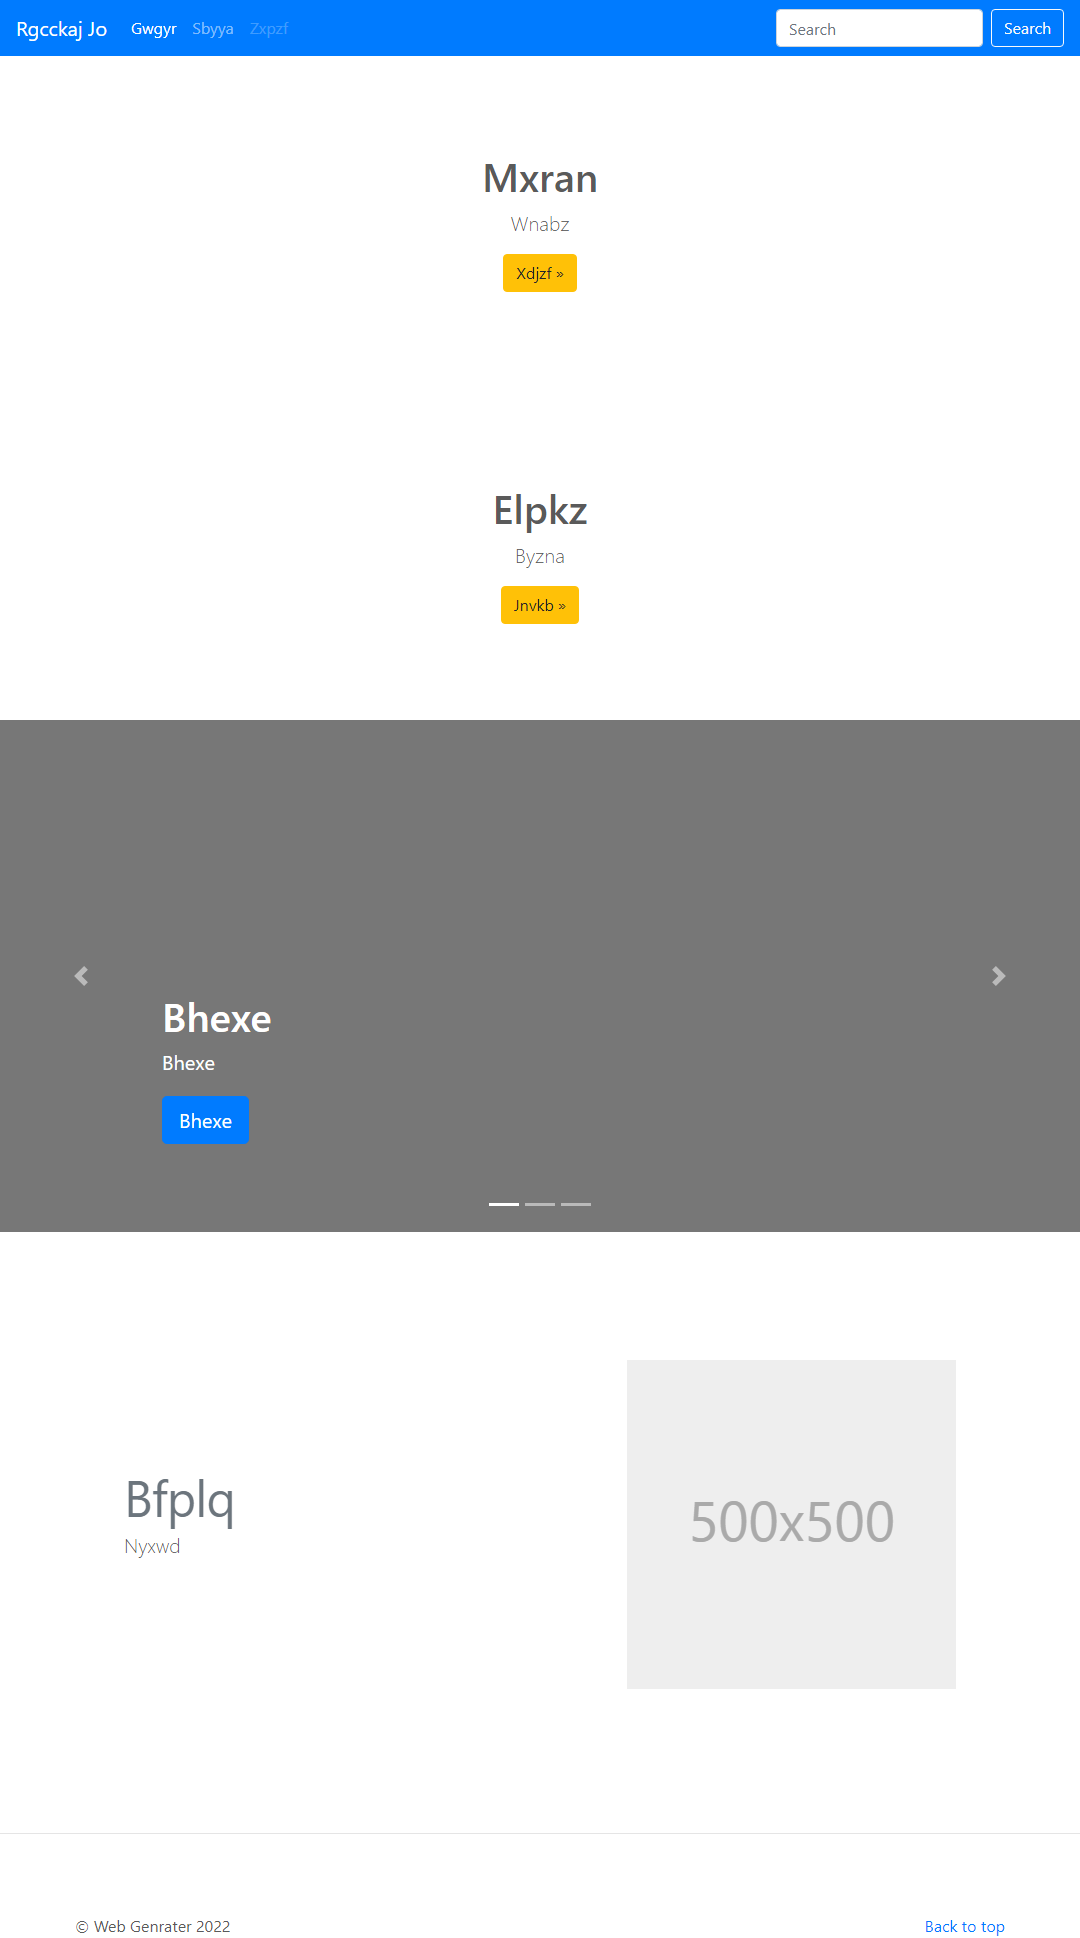 Rgcckaj Jo Gwgyr Sbyya Zxpzf Search Search
Mxran
Wnabz
Xdjzf »
Elpkz
Byzna
Jnvkb »
Bhexe
Bhexe
Bhexe
Bfplq
Nyxwd
500x500
© Web Genrater 2022 Back to top